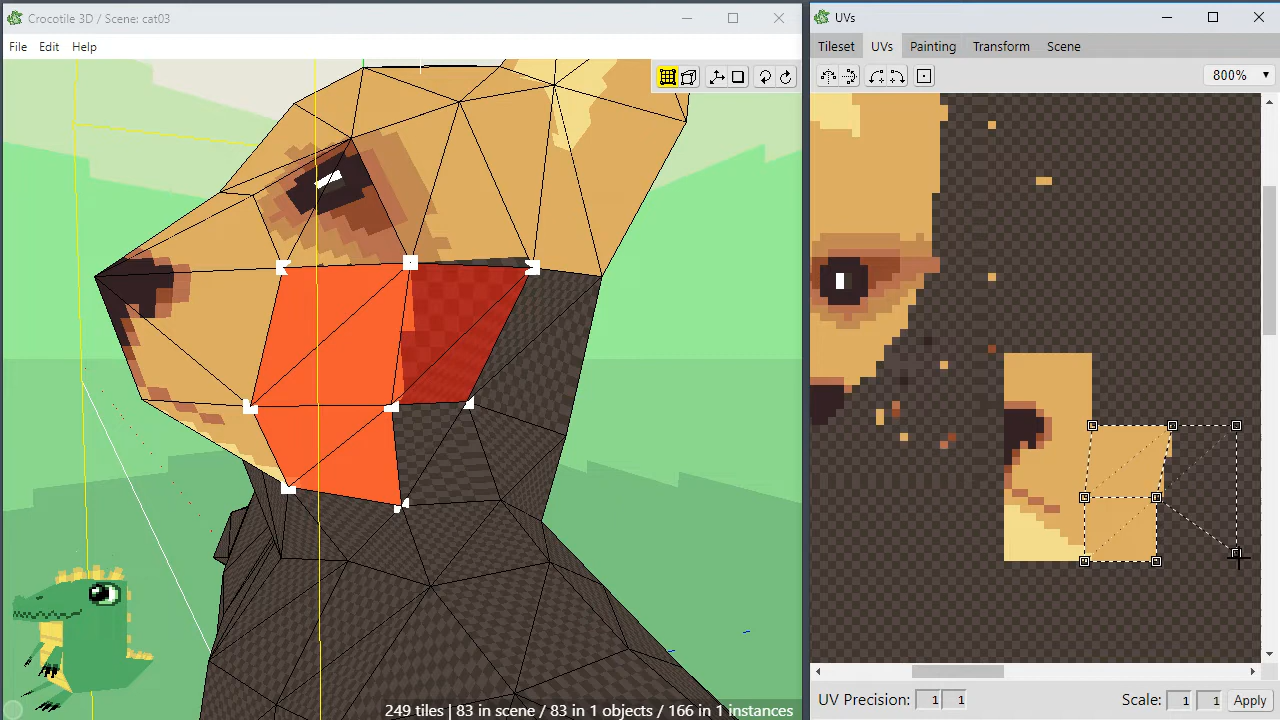 Crocotile 3D / Scene: cat03
File Edit Help
249 tiles | 83 in scene / 83 in 1 objects / 166 in 1 instances
UVs
Tileset UVs Painting Transform Scene
800%
UV Precision: 1 1 Scale: 1 1 Apply